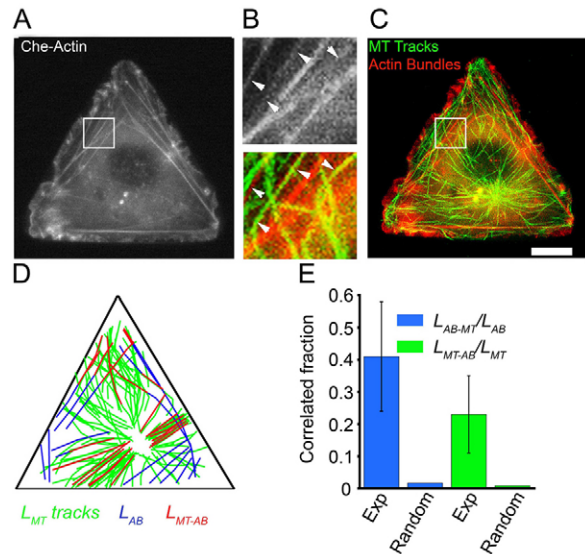 A
Che-Actin
B
C
MT Tracks
Actin Bundles
D
L_MT tracks L_AB L_MT-AB
E
Correlated fraction
0.6
0.5
0.4
0.3
0.2
0.1
0
L_AB-MT/L_AB
L_MT-AB/L_MT
Exp
Random
Exp
Random